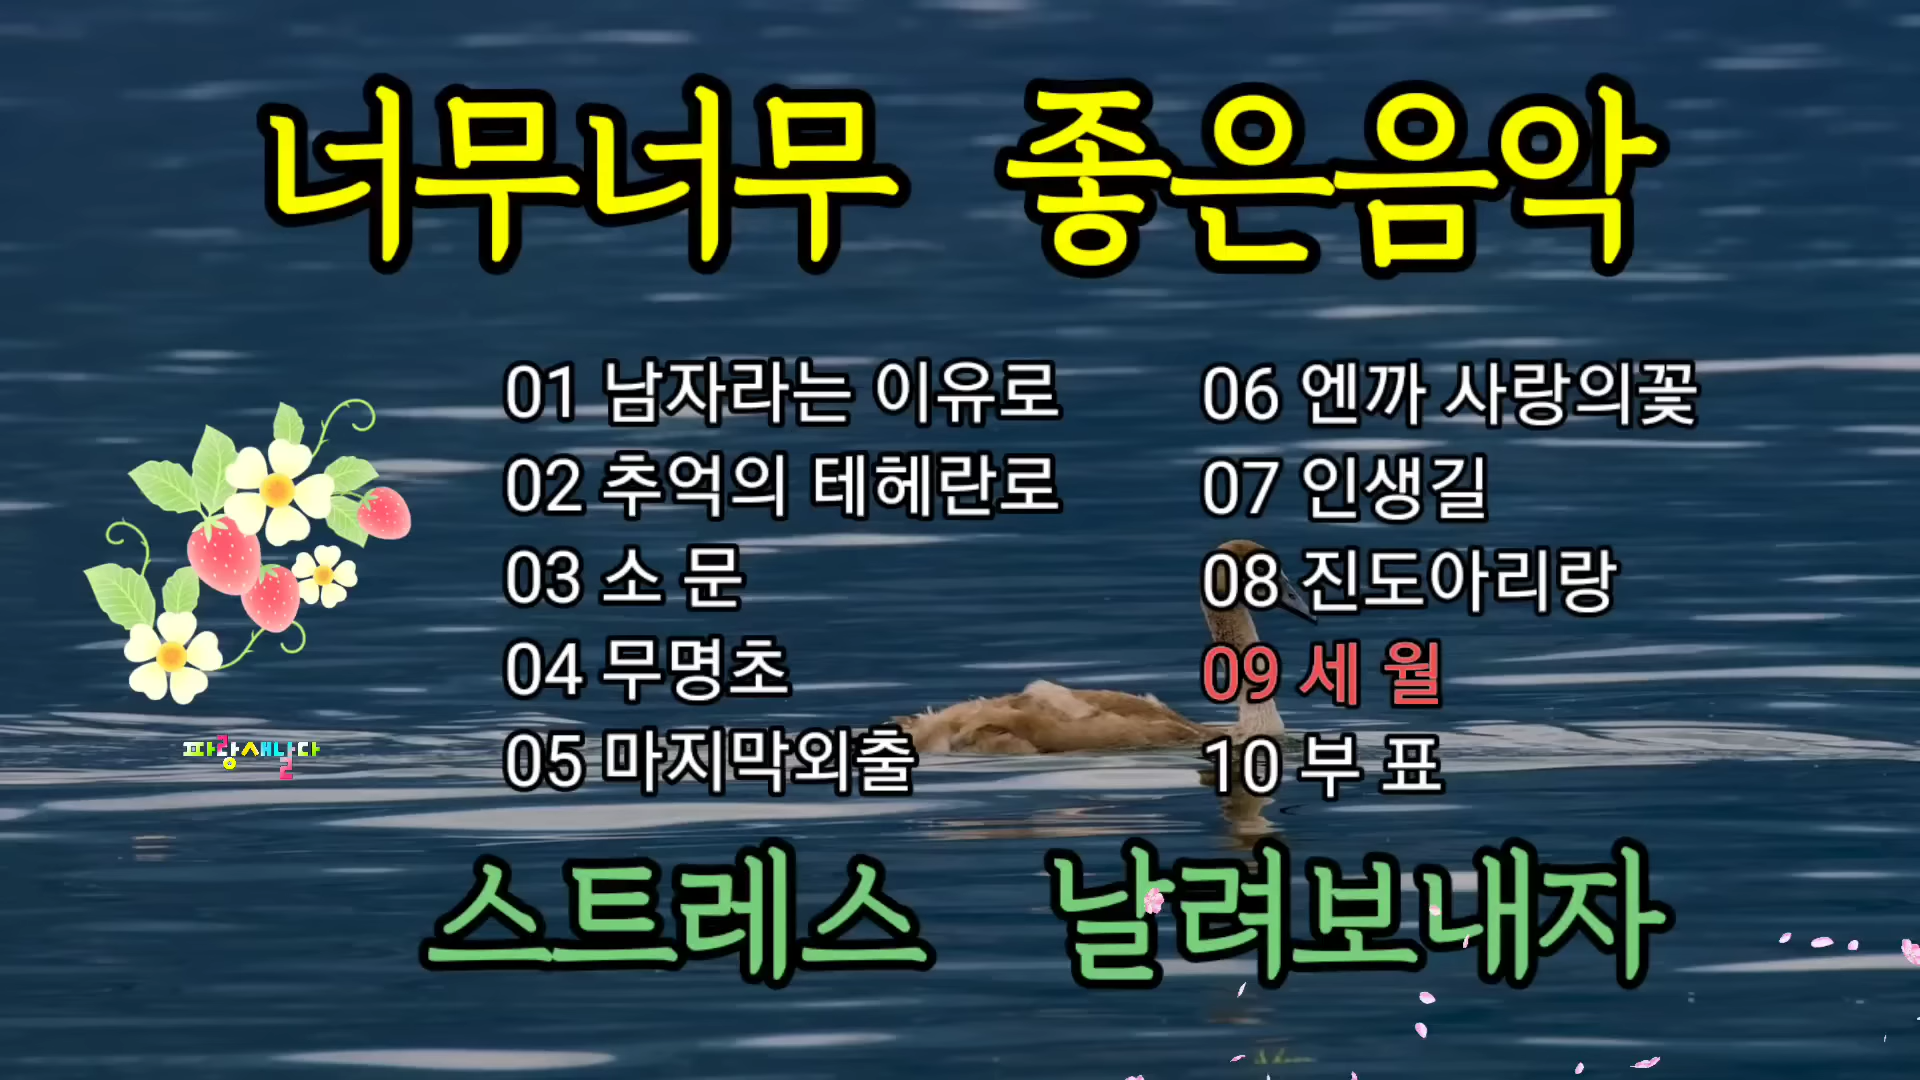 너무너무 좋은음악
01 남자라는 이유로
02 추억의 테헤란로
03 소 문
04 무명초
05 마지막외출
06 엔까 사랑의꽃
07 인생길
08 진도아리랑
09 세 월
10 부 표
파랑새날다
스트레스 날려보내자